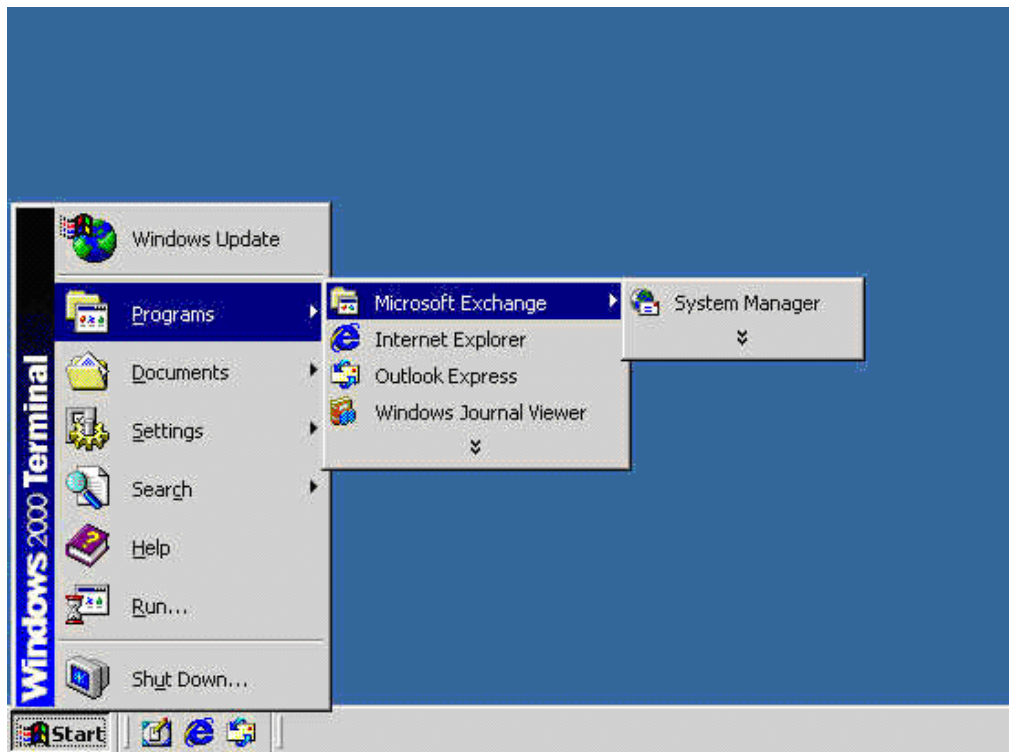 Windows Update
Programs
Documents
Settings
Search
Help
Run...
Shut Down...
Windows 2000 Terminal
Microsoft Exchange
Internet Explorer
Outlook Express
Windows Journal Viewer
System Manager
Start